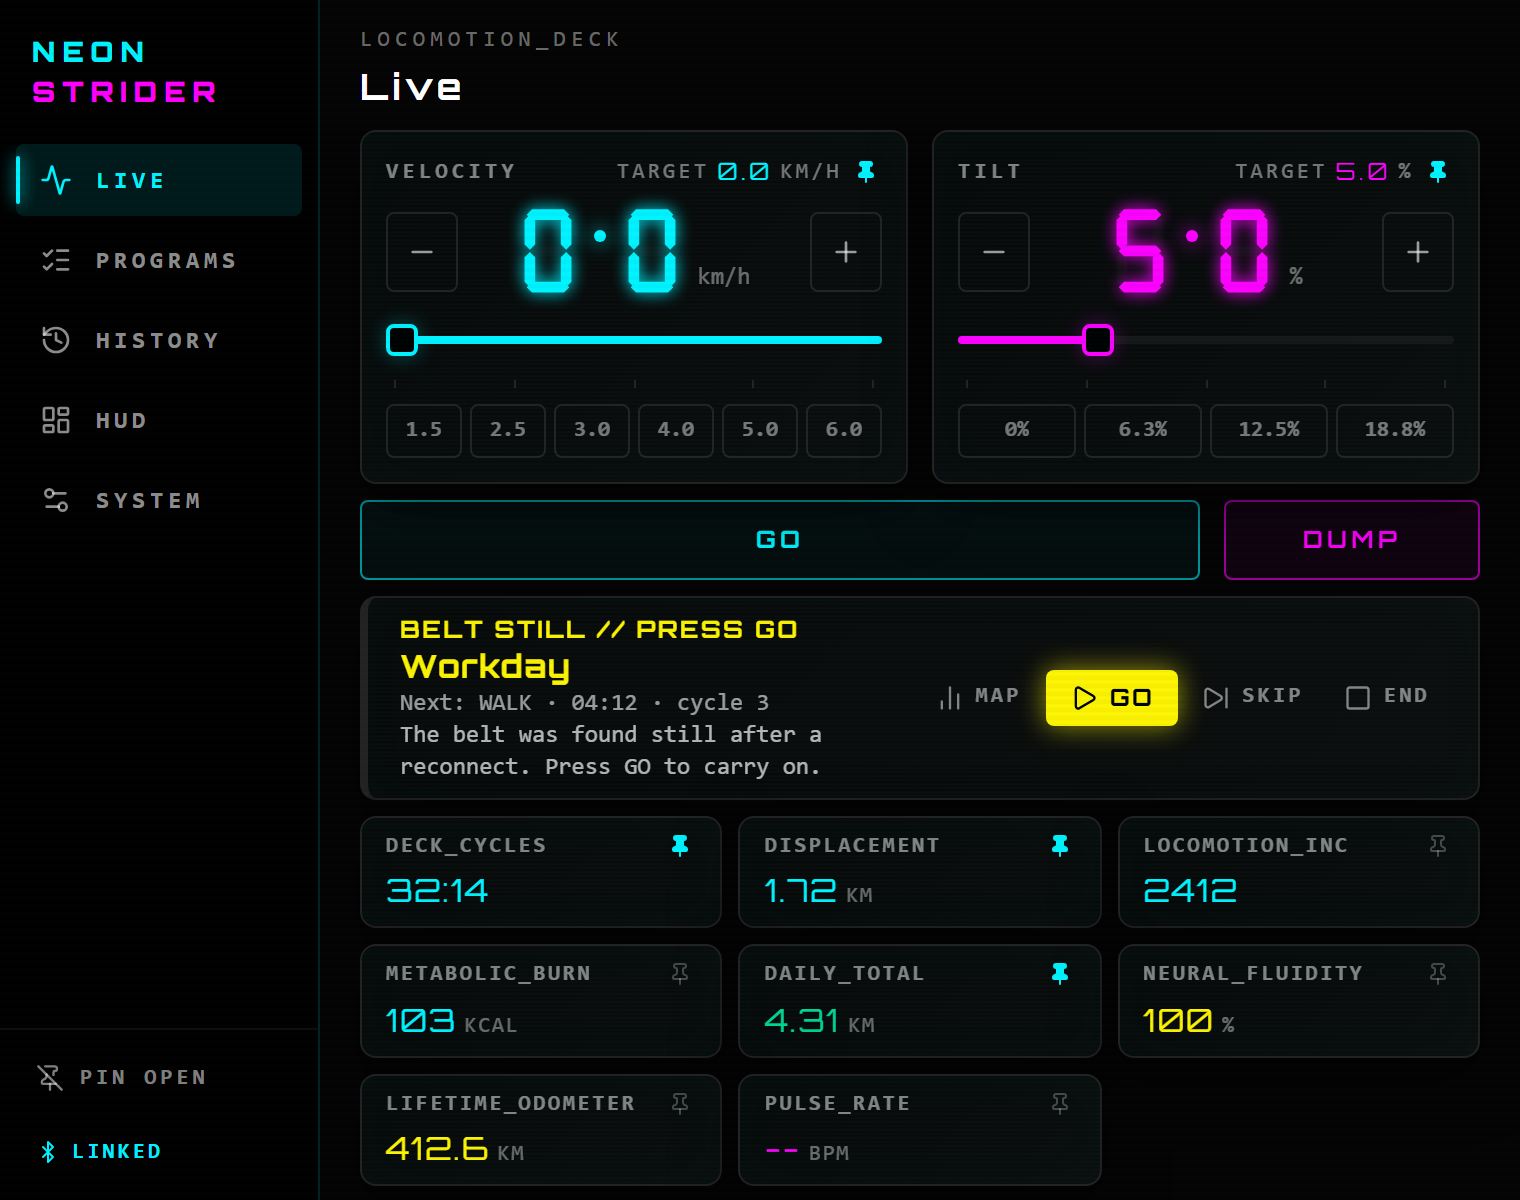 NEON
STRIDER
LIVE
PROGRAMS
HISTORY
HUD
SYSTEM
PIN OPEN
LINKED
LOCOMOTION_DECK
Live
VELOCITY TARGET 0.0 KM/H
0.0 km/h
1.5 2.5 3.0 4.0 5.0 6.0
TILT TARGET 5.0 %
5.0 %
0% 6.3% 12.5% 18.8%
GO DUMP
BELT STILL // PRESS GO
Workday
Next: WALK · 04:12 · cycle 3
The belt was found still after a
reconnect. Press GO to carry on.
MAP GO SKIP END
DECK_CYCLES
32:14
DISPLACEMENT
1.72 KM
LOCOMOTION_INC
2412
METABOLIC_BURN
103 KCAL
DAILY_TOTAL
4.31 KM
NEURAL_FLUIDITY
100 %
LIFETIME_ODOMETER
412.6 KM
PULSE_RATE
-- BPM